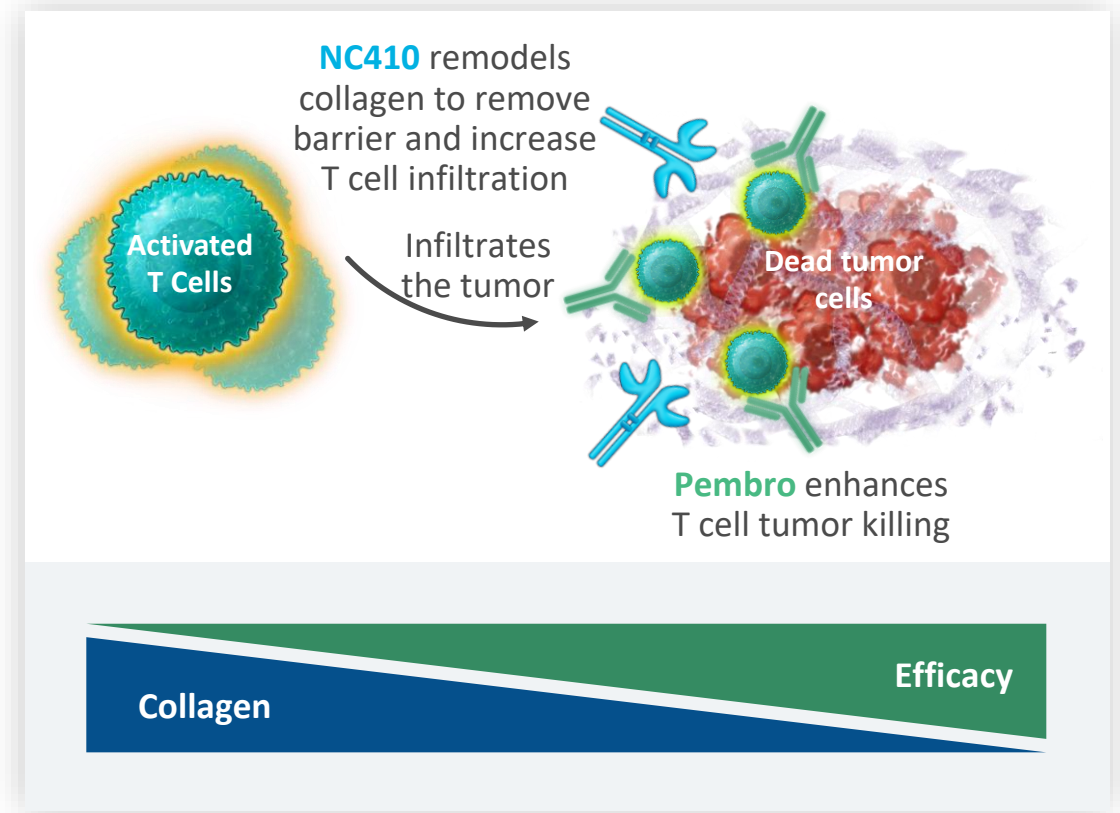 NC410 remodels
collagen to remove
barrier and increase
T cell infiltration
Activated
T Cells
Infiltrates
the tumor
Dead tumor
cells
Pembro enhances
T cell tumor killing
Efficacy
Collagen